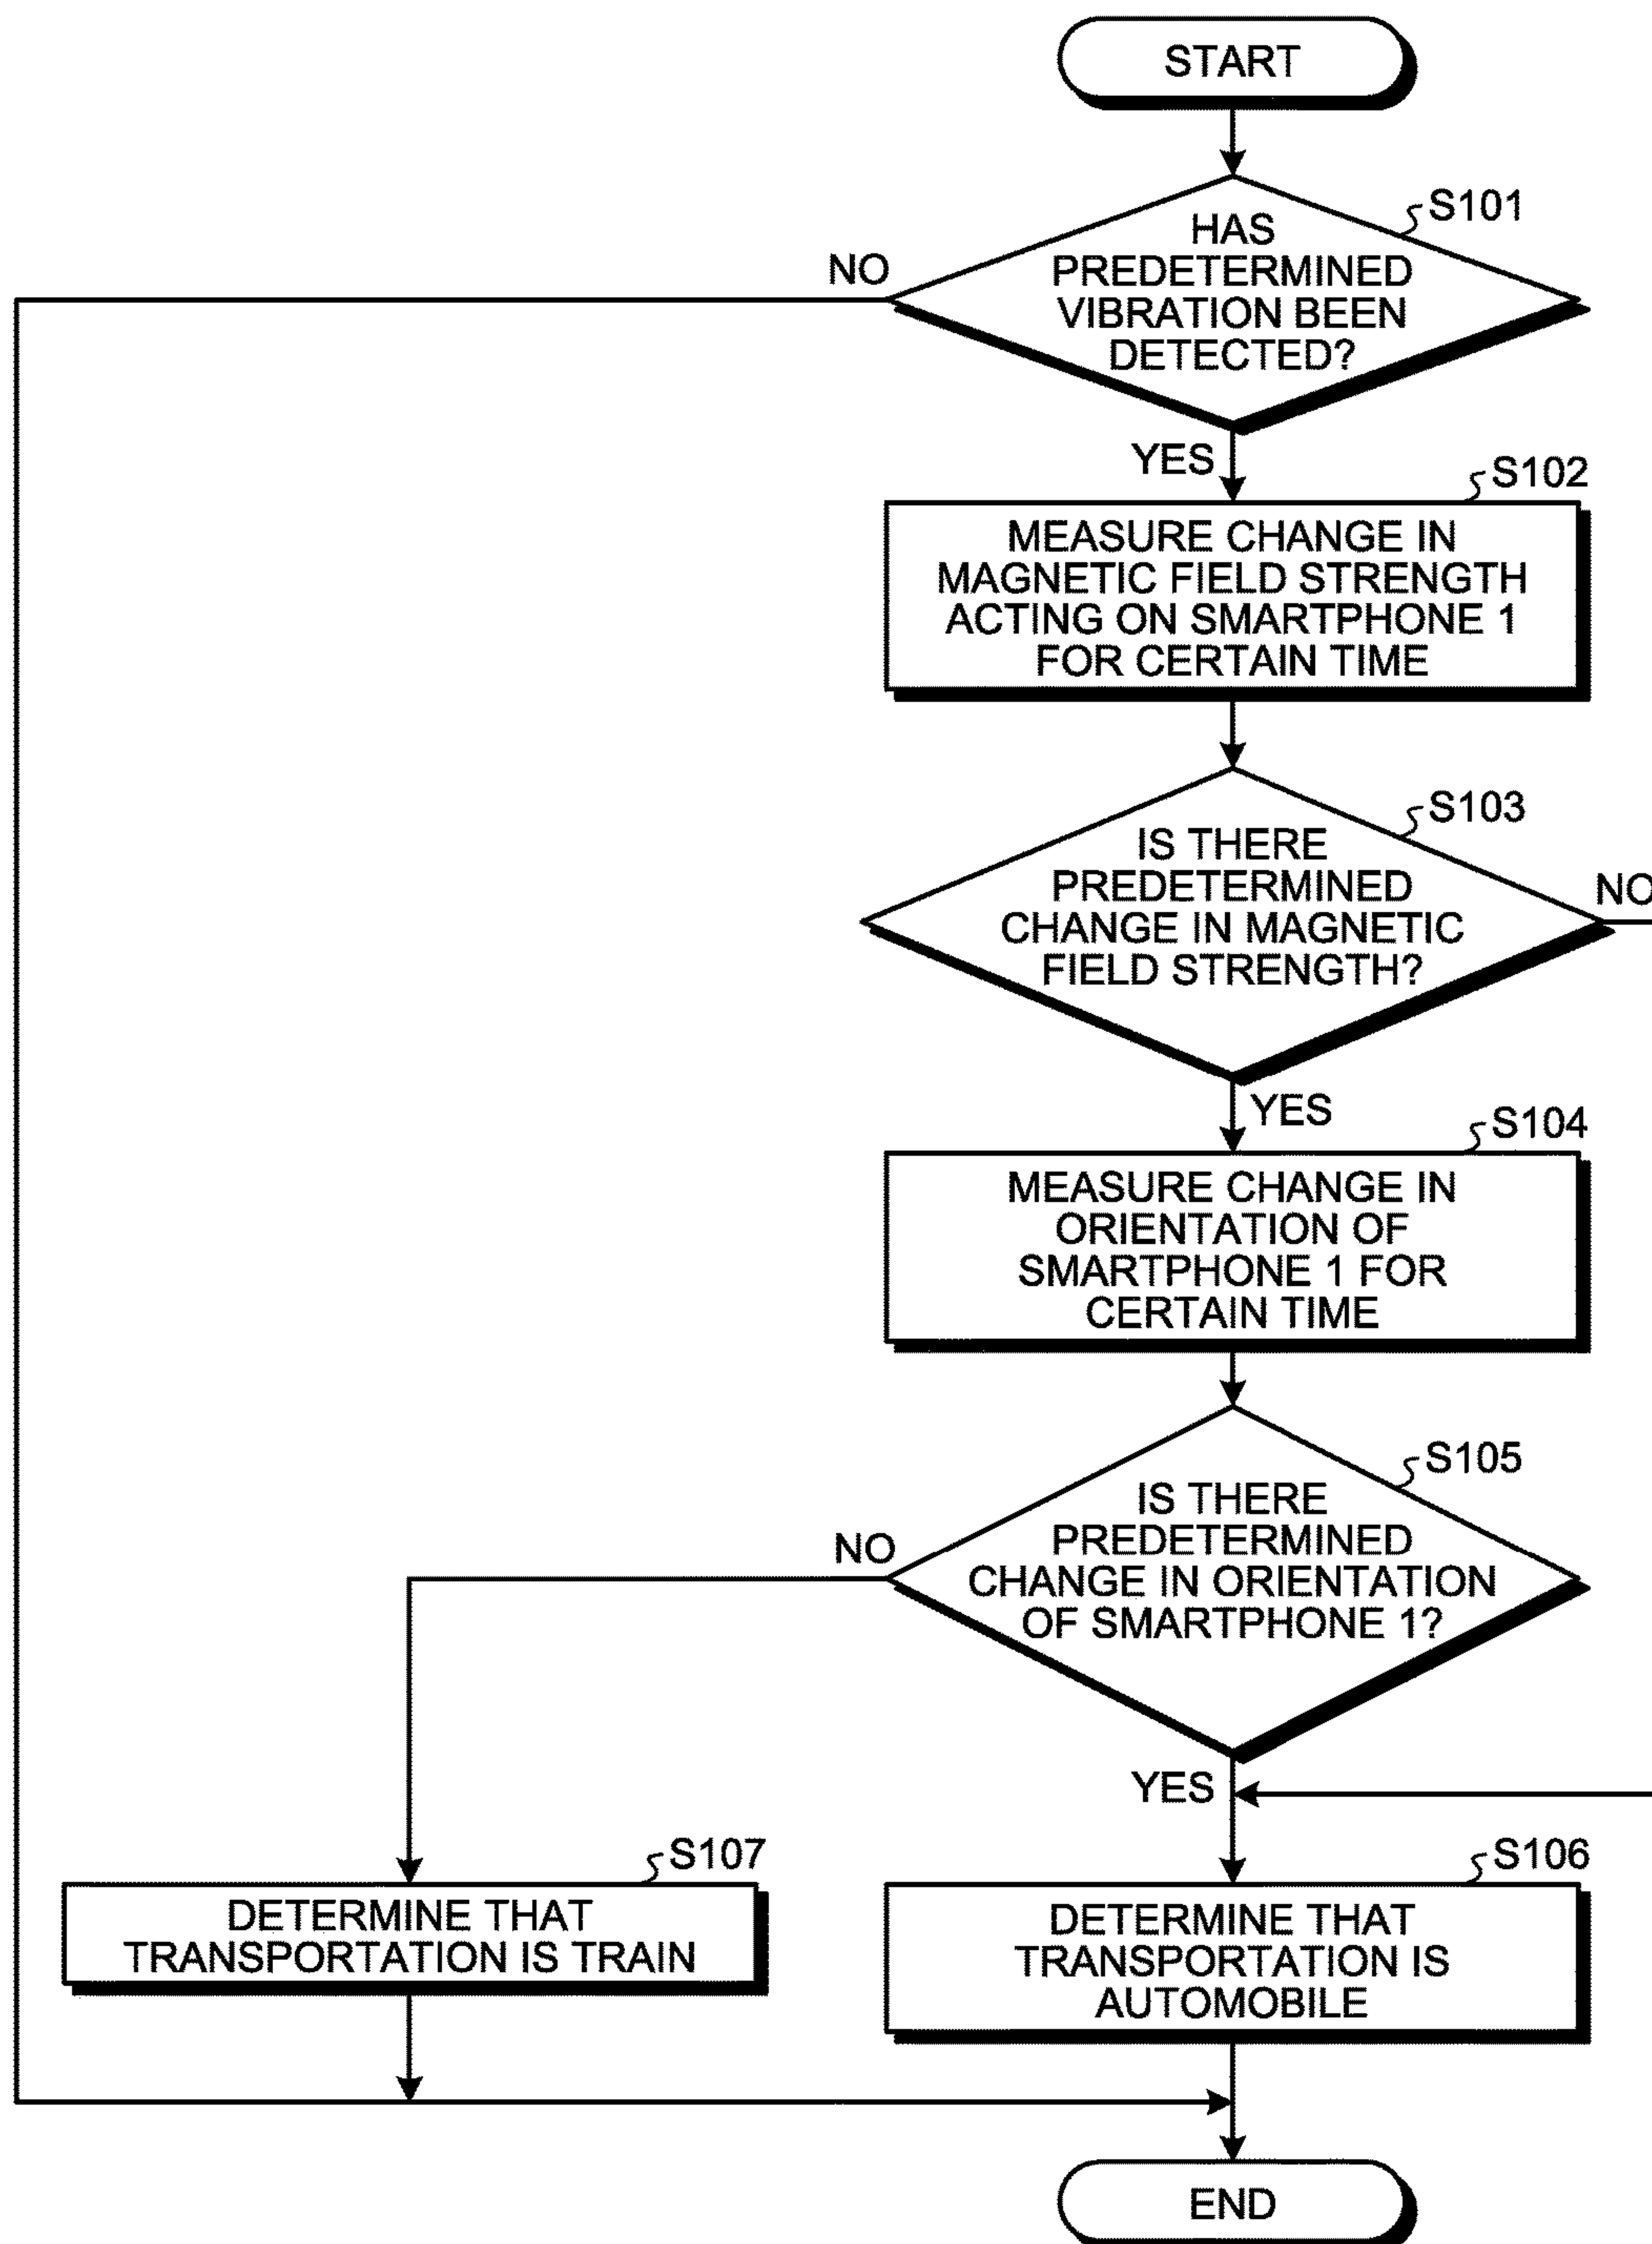 START
S101
HAS
PREDETERMINED
VIBRATION BEEN
DETECTED?
NO
YES
S102
MEASURE CHANGE IN
MAGNETIC FIELD STRENGTH
ACTING ON SMARTPHONE 1
FOR CERTAIN TIME
S103
IS THERE
PREDETERMINED
CHANGE IN MAGNETIC
FIELD STRENGTH?
NO
YES
S104
MEASURE CHANGE IN
ORIENTATION OF
SMARTPHONE 1 FOR
CERTAIN TIME
S105
IS THERE
PREDETERMINED
CHANGE IN ORIENTATION
OF SMARTPHONE 1?
NO
YES
S107
DETERMINE THAT
TRANSPORTATION IS TRAIN
S106
DETERMINE THAT
TRANSPORTATION IS
AUTOMOBILE
END